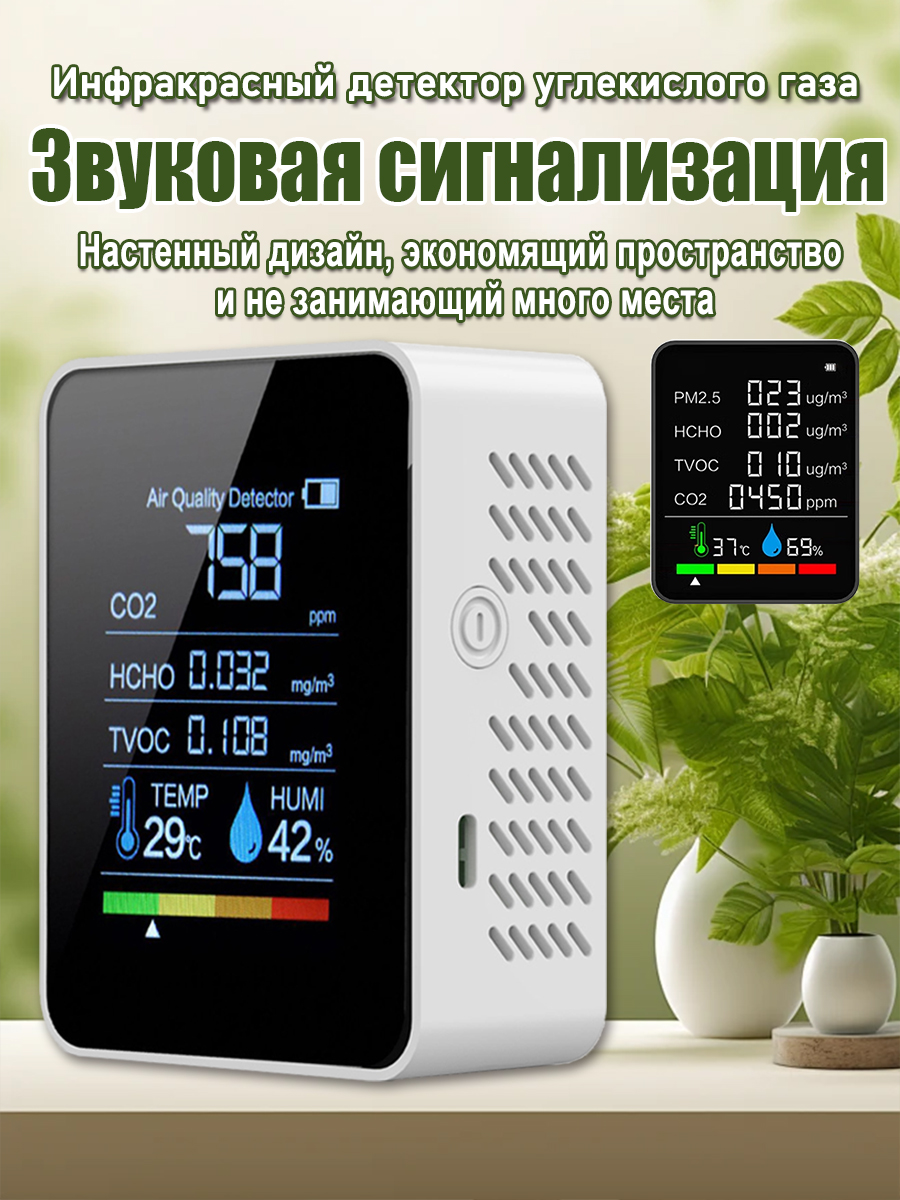 Инфракрасный детектор углекислого газа
Звуковая сигнализация
Настенный дизайн, экономящий пространство
и не занимающий много места
Air Quality Detector
CO2 758 ppm
HCHO 0.032 mg/m³
TVOC 0.108 mg/m³
TEMP 29°C
HUMI 42%
PM2.5 023 ug/m³
HCHO 002 ug/m³
TVOC 010 ug/m³
CO2 0450 ppm
37°C 69%